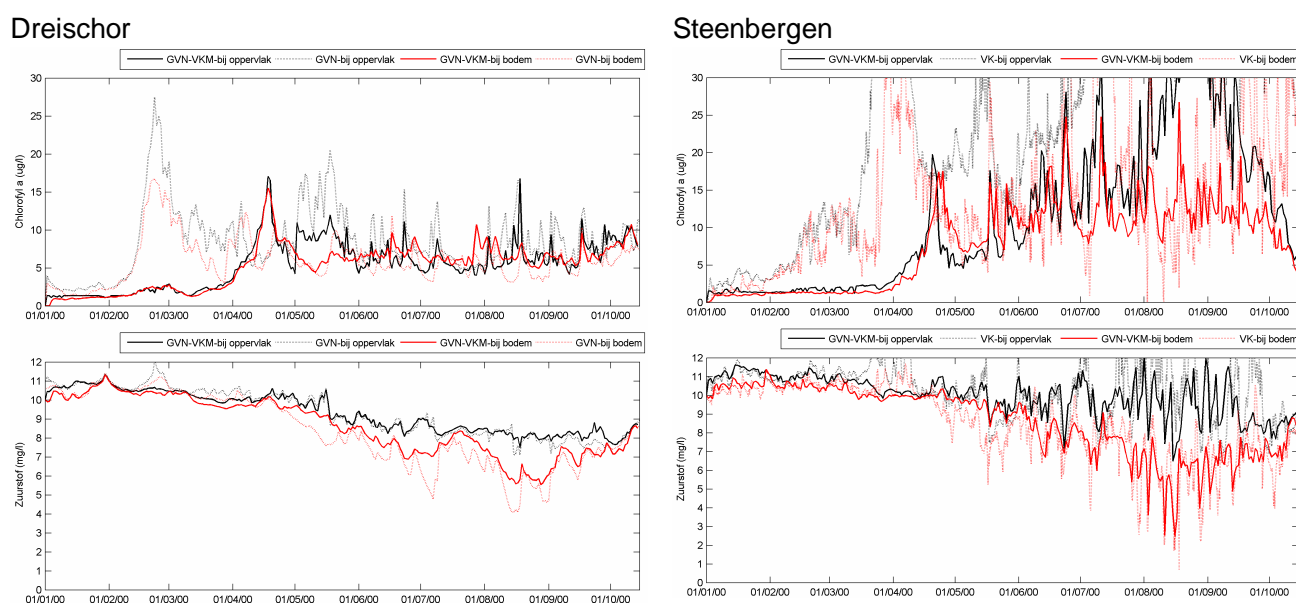 Dreischor
GVN-VKM-bij oppervlak GVN-bij oppervlak GVN-VKM-bij bodem GVN-bij bodem
30
25
20
15
10
5
0
Chlorofyl a (ug/l)
01/01/00 01/02/00 01/03/00 01/04/00 01/05/00 01/06/00 01/07/00 01/08/00 01/09/00 01/10/00
GVN-VKM-bij oppervlak GVN-bij oppervlak GVN-VKM-bij bodem GVN-bij bodem
12
11
10
9
8
7
6
5
4
3
2
1
0
Zuurstof (mg/l)
01/01/00 01/02/00 01/03/00 01/04/00 01/05/00 01/06/00 01/07/00 01/08/00 01/09/00 01/10/00
Steenbergen
GVN-VKM-bij oppervlak VK-bij oppervlak GVN-VKM-bij bodem VK-bij bodem
30
25
20
15
10
5
0
Chlorofyl a (ug/l)
01/01/00 01/02/00 01/03/00 01/04/00 01/05/00 01/06/00 01/07/00 01/08/00 01/09/00 01/10/00
GVN-VKM-bij oppervlak VK-bij oppervlak GVN-VKM-bij bodem VK-bij bodem
12
11
10
9
8
7
6
5
4
3
2
1
0
Zuurstof (mg/l)
01/01/00 01/02/00 01/03/00 01/04/00 01/05/00 01/06/00 01/07/00 01/08/00 01/09/00 01/10/00